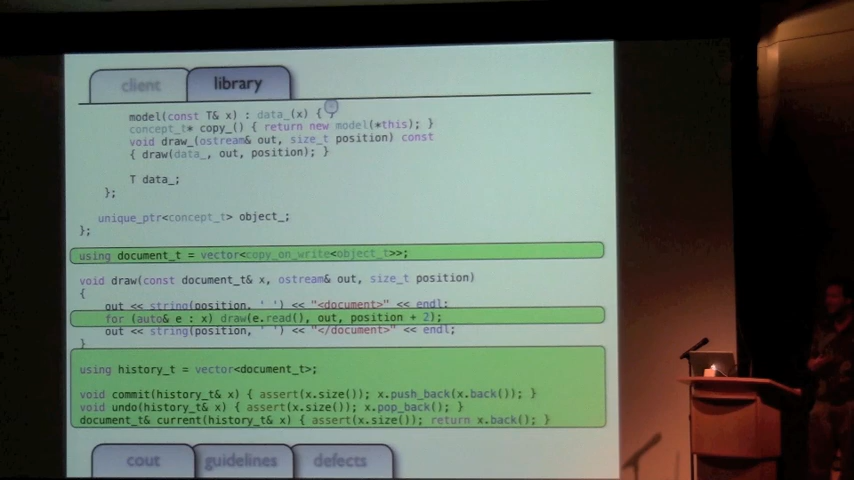 client library
model(const T& x) : data_(x) { }
concept_t* copy_() { return new model(*this); }
void draw_(ostream& out, size_t position) const
{ draw(data_, out, position); }
T data_;
};
unique_ptr<concept_t> object_;
};
using document_t = vector<copy_on_write<object_t>>;
void draw(const document_t& x, ostream& out, size_t position)
{
out << string(position, ' ') << "<document>" << endl;
for (auto& e : x) draw(e.read(), out, position + 2);
out << string(position, ' ') << "</document>" << endl;
}
using history_t = vector<document_t>;
void commit(history_t& x) { assert(x.size()); x.push_back(x.back()); }
void undo(history_t& x) { assert(x.size()); x.pop_back(); }
document_t& current(history_t& x) { assert(x.size()); return x.back(); }
cout guidelines defects